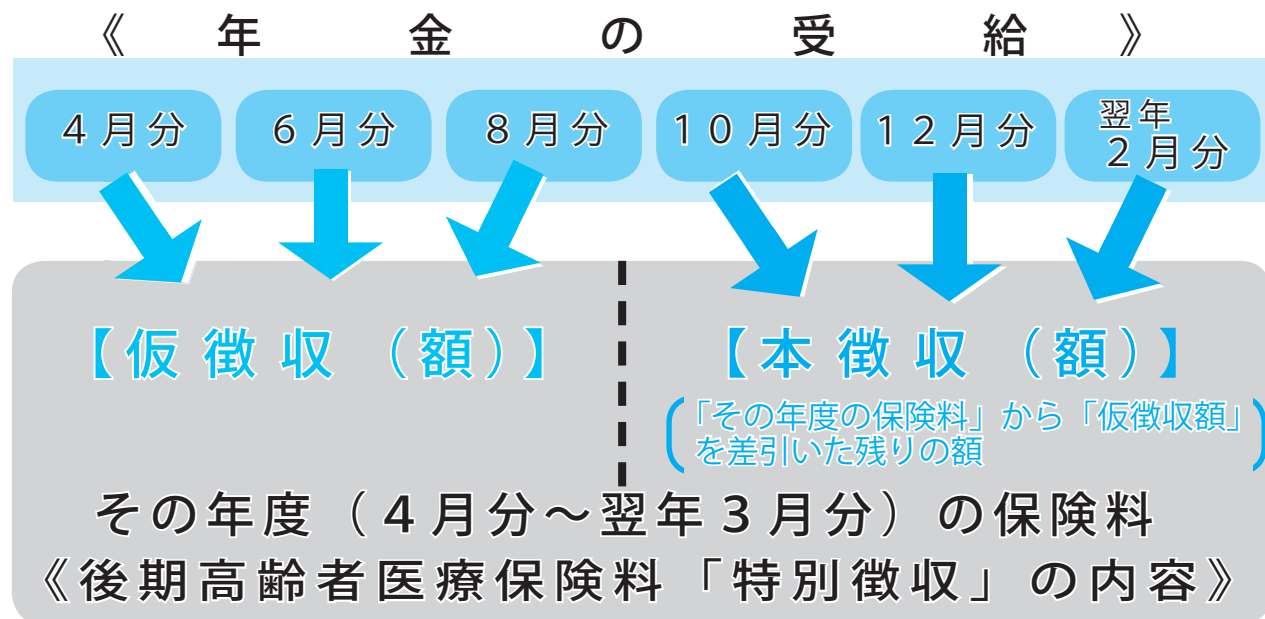 《年金の受給》
4月分
6月分
8月分
10月分
12月分
翌年
2月分
【仮徴収（額）】
【本徴収（額）】
「その年度の保険料」から「仮徴収額」
を差引いた残りの額
その年度（4月分～翌年3月分）の保険料
《後期高齢者医療保険料「特別徴収」の内容》